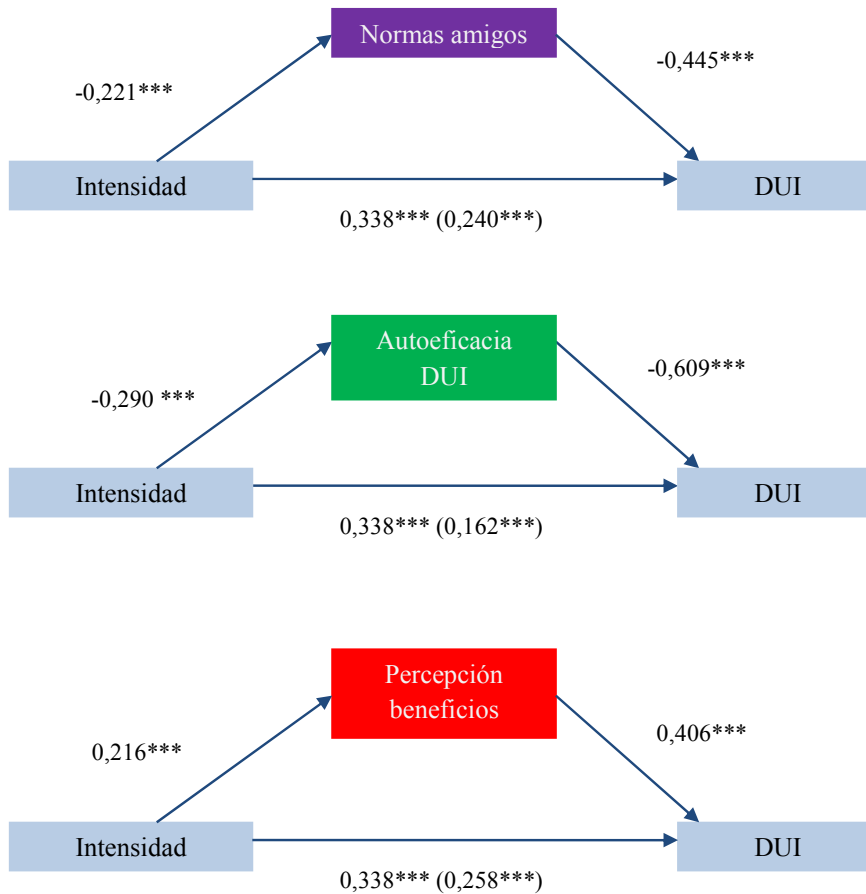 Normas amigos
-0,221***
-0,445***
Intensidad
DUI
0,338*** (0,240***)
Autoeficacia
DUI
-0,290 ***
-0,609***
Intensidad
DUI
0,338*** (0,162***)
Percepción
beneficios
0,216***
0,406***
Intensidad
DUI
0,338*** (0,258***)